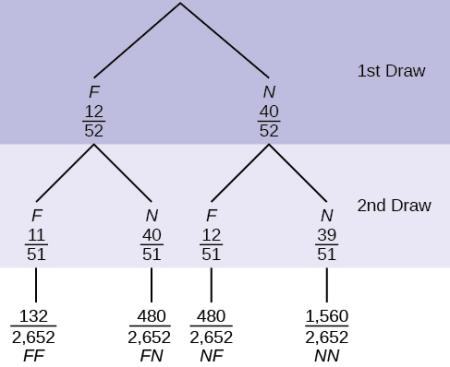 1st Draw
F N
12 40
52 52
2nd Draw
F N F N
11 40 12 39
51 51 51 51
132 480 480 1,560
2,652 2,652 2,652 2,652
FF FN NF NN